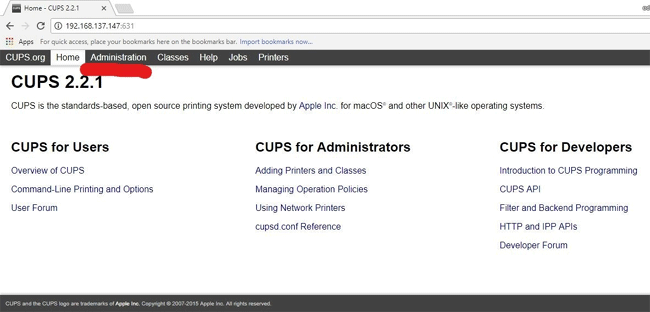 Home - CUPS 2.2.1
192.168.137.147:631
Apps For quick access, place your bookmarks here on the bookmarks bar. Import bookmarks now...
CUPS.org Home Administration Classes Help Jobs Printers
CUPS 2.2.1
CUPS is the standards-based, open source printing system developed by Apple Inc. for macOS® and other UNIX®-like operating systems.
CUPS for Users
Overview of CUPS
Command-Line Printing and Options
User Forum
CUPS for Administrators
Adding Printers and Classes
Managing Operation Policies
Using Network Printers
cupsd.conf Reference
CUPS for Developers
Introduction to CUPS Programming
CUPS API
Filter and Backend Programming
HTTP and IPP APIs
Developer Forum
CUPS and the CUPS logo are trademarks of Apple Inc. Copyright © 2007-2015 Apple Inc. All rights reserved.